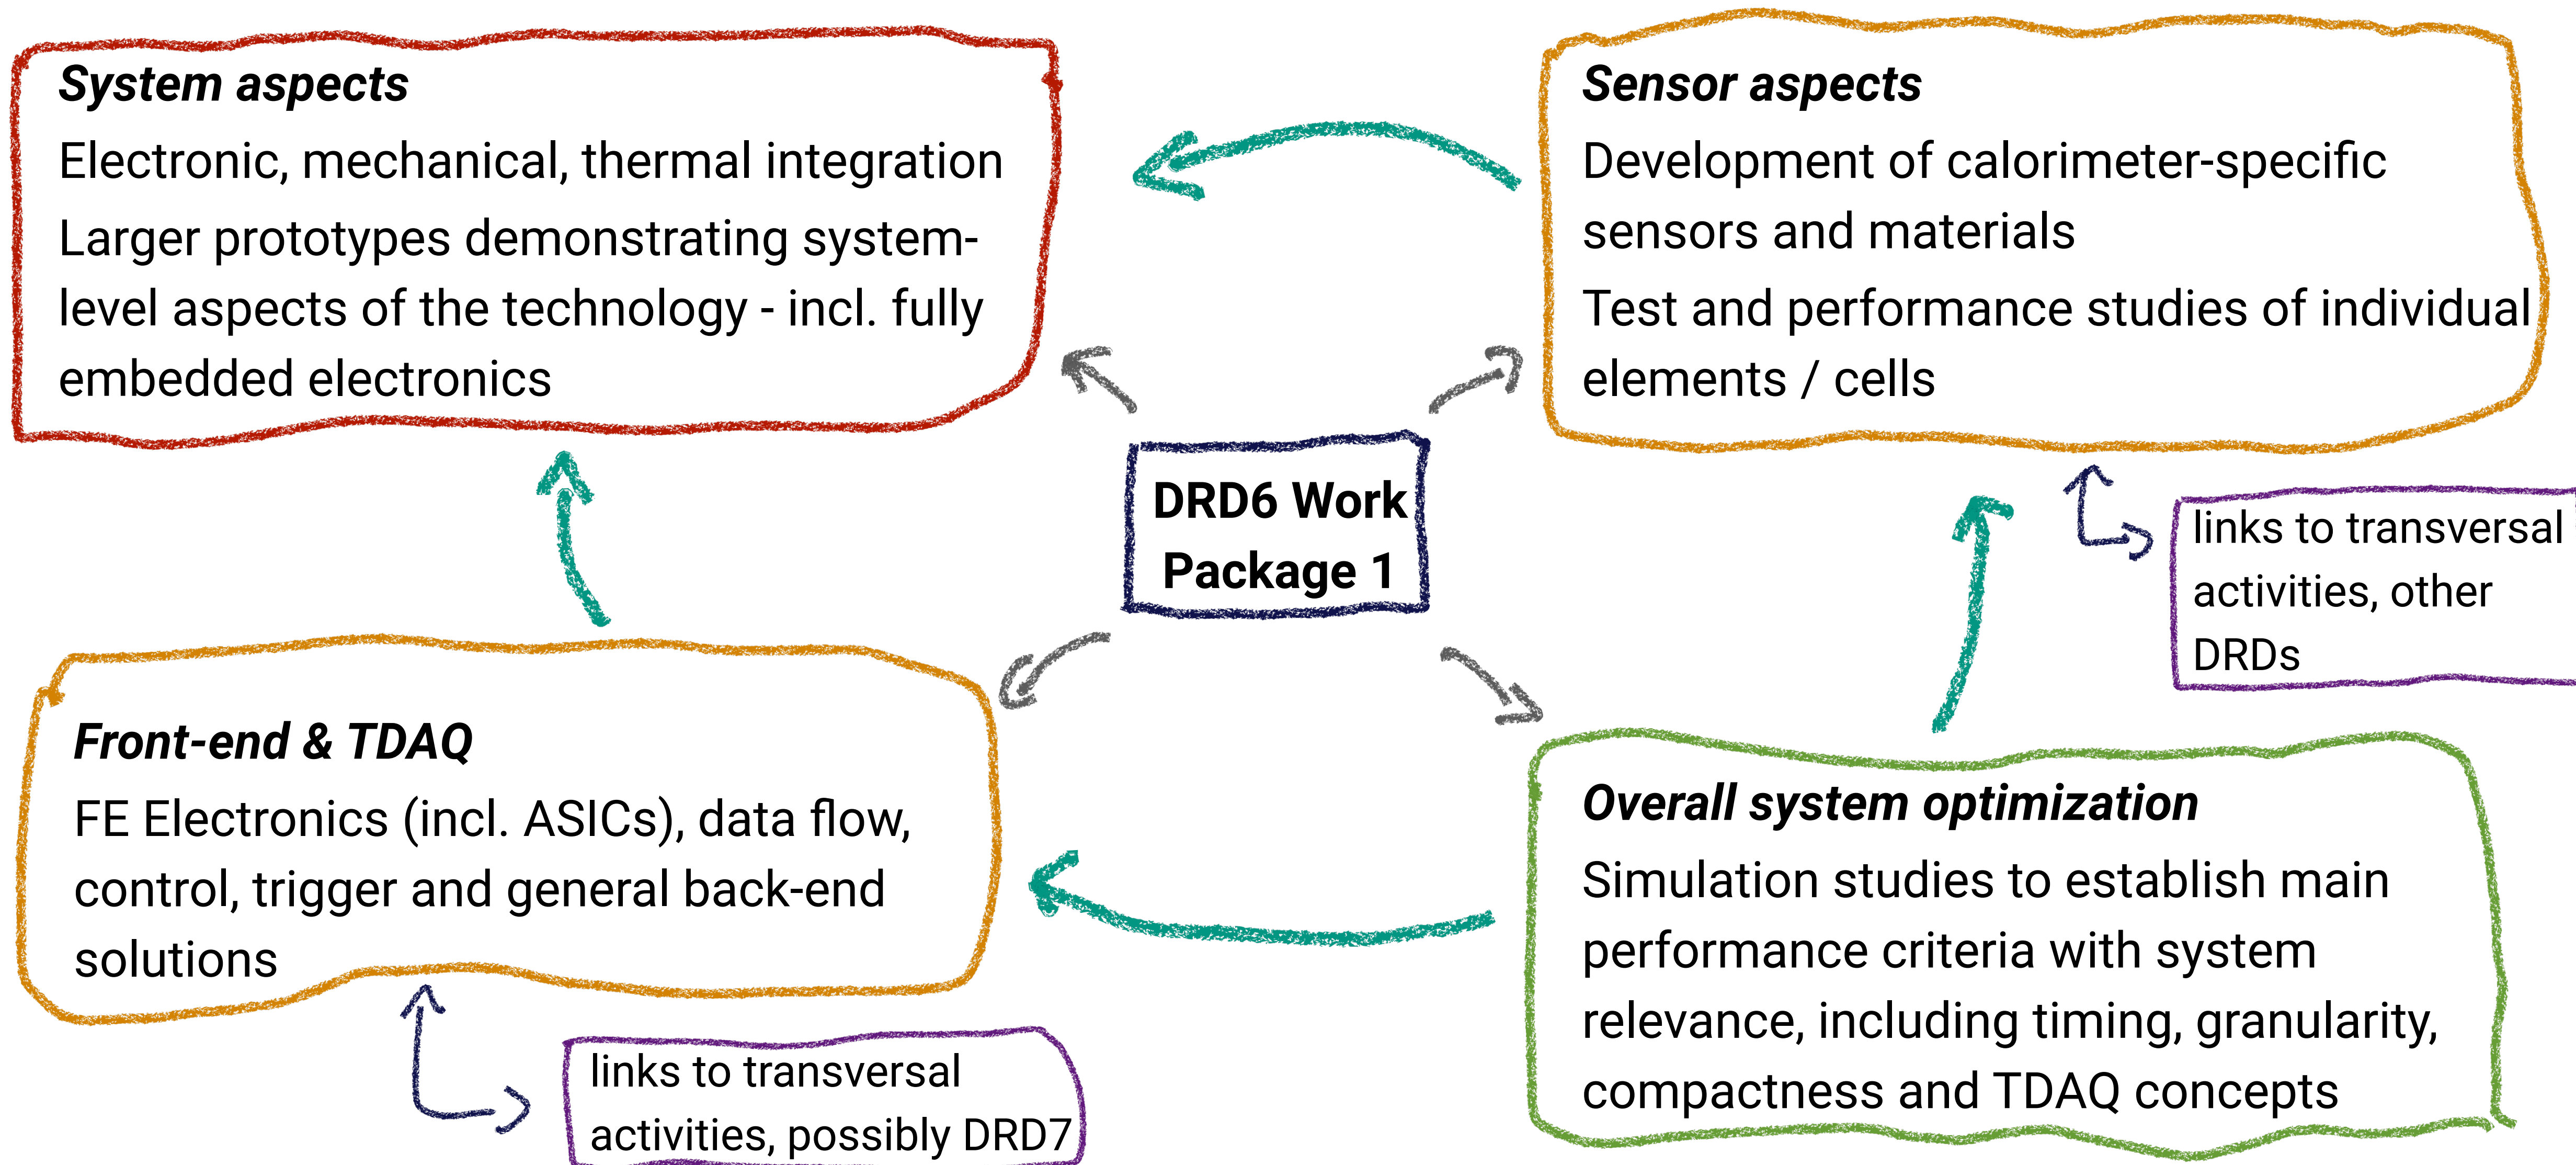 System aspects
Electronic, mechanical, thermal integration
Larger prototypes demonstrating system-
level aspects of the technology - incl. fully
embedded electronics
Sensor aspects
Development of calorimeter-specific
sensors and materials
Test and performance studies of individual
elements / cells
DRD6 Work
Package 1
links to transversal
activities, other
DRDs
Front-end & TDAQ
FE Electronics (incl. ASICs), data flow,
control, trigger and general back-end
solutions
links to transversal
activities, possibly DRD7
Overall system optimization
Simulation studies to establish main
performance criteria with system
relevance, including timing, granularity,
compactness and TDAQ concepts